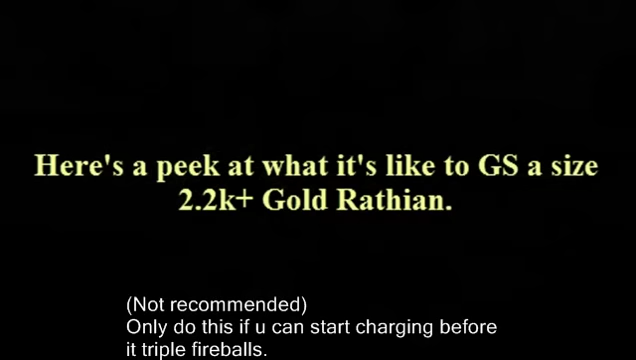 Here's a peek at what it's like to GS a size
2.2k+ Gold Rathian.
(Not recommended)
Only do this if u can start charging before
it triple fireballs.